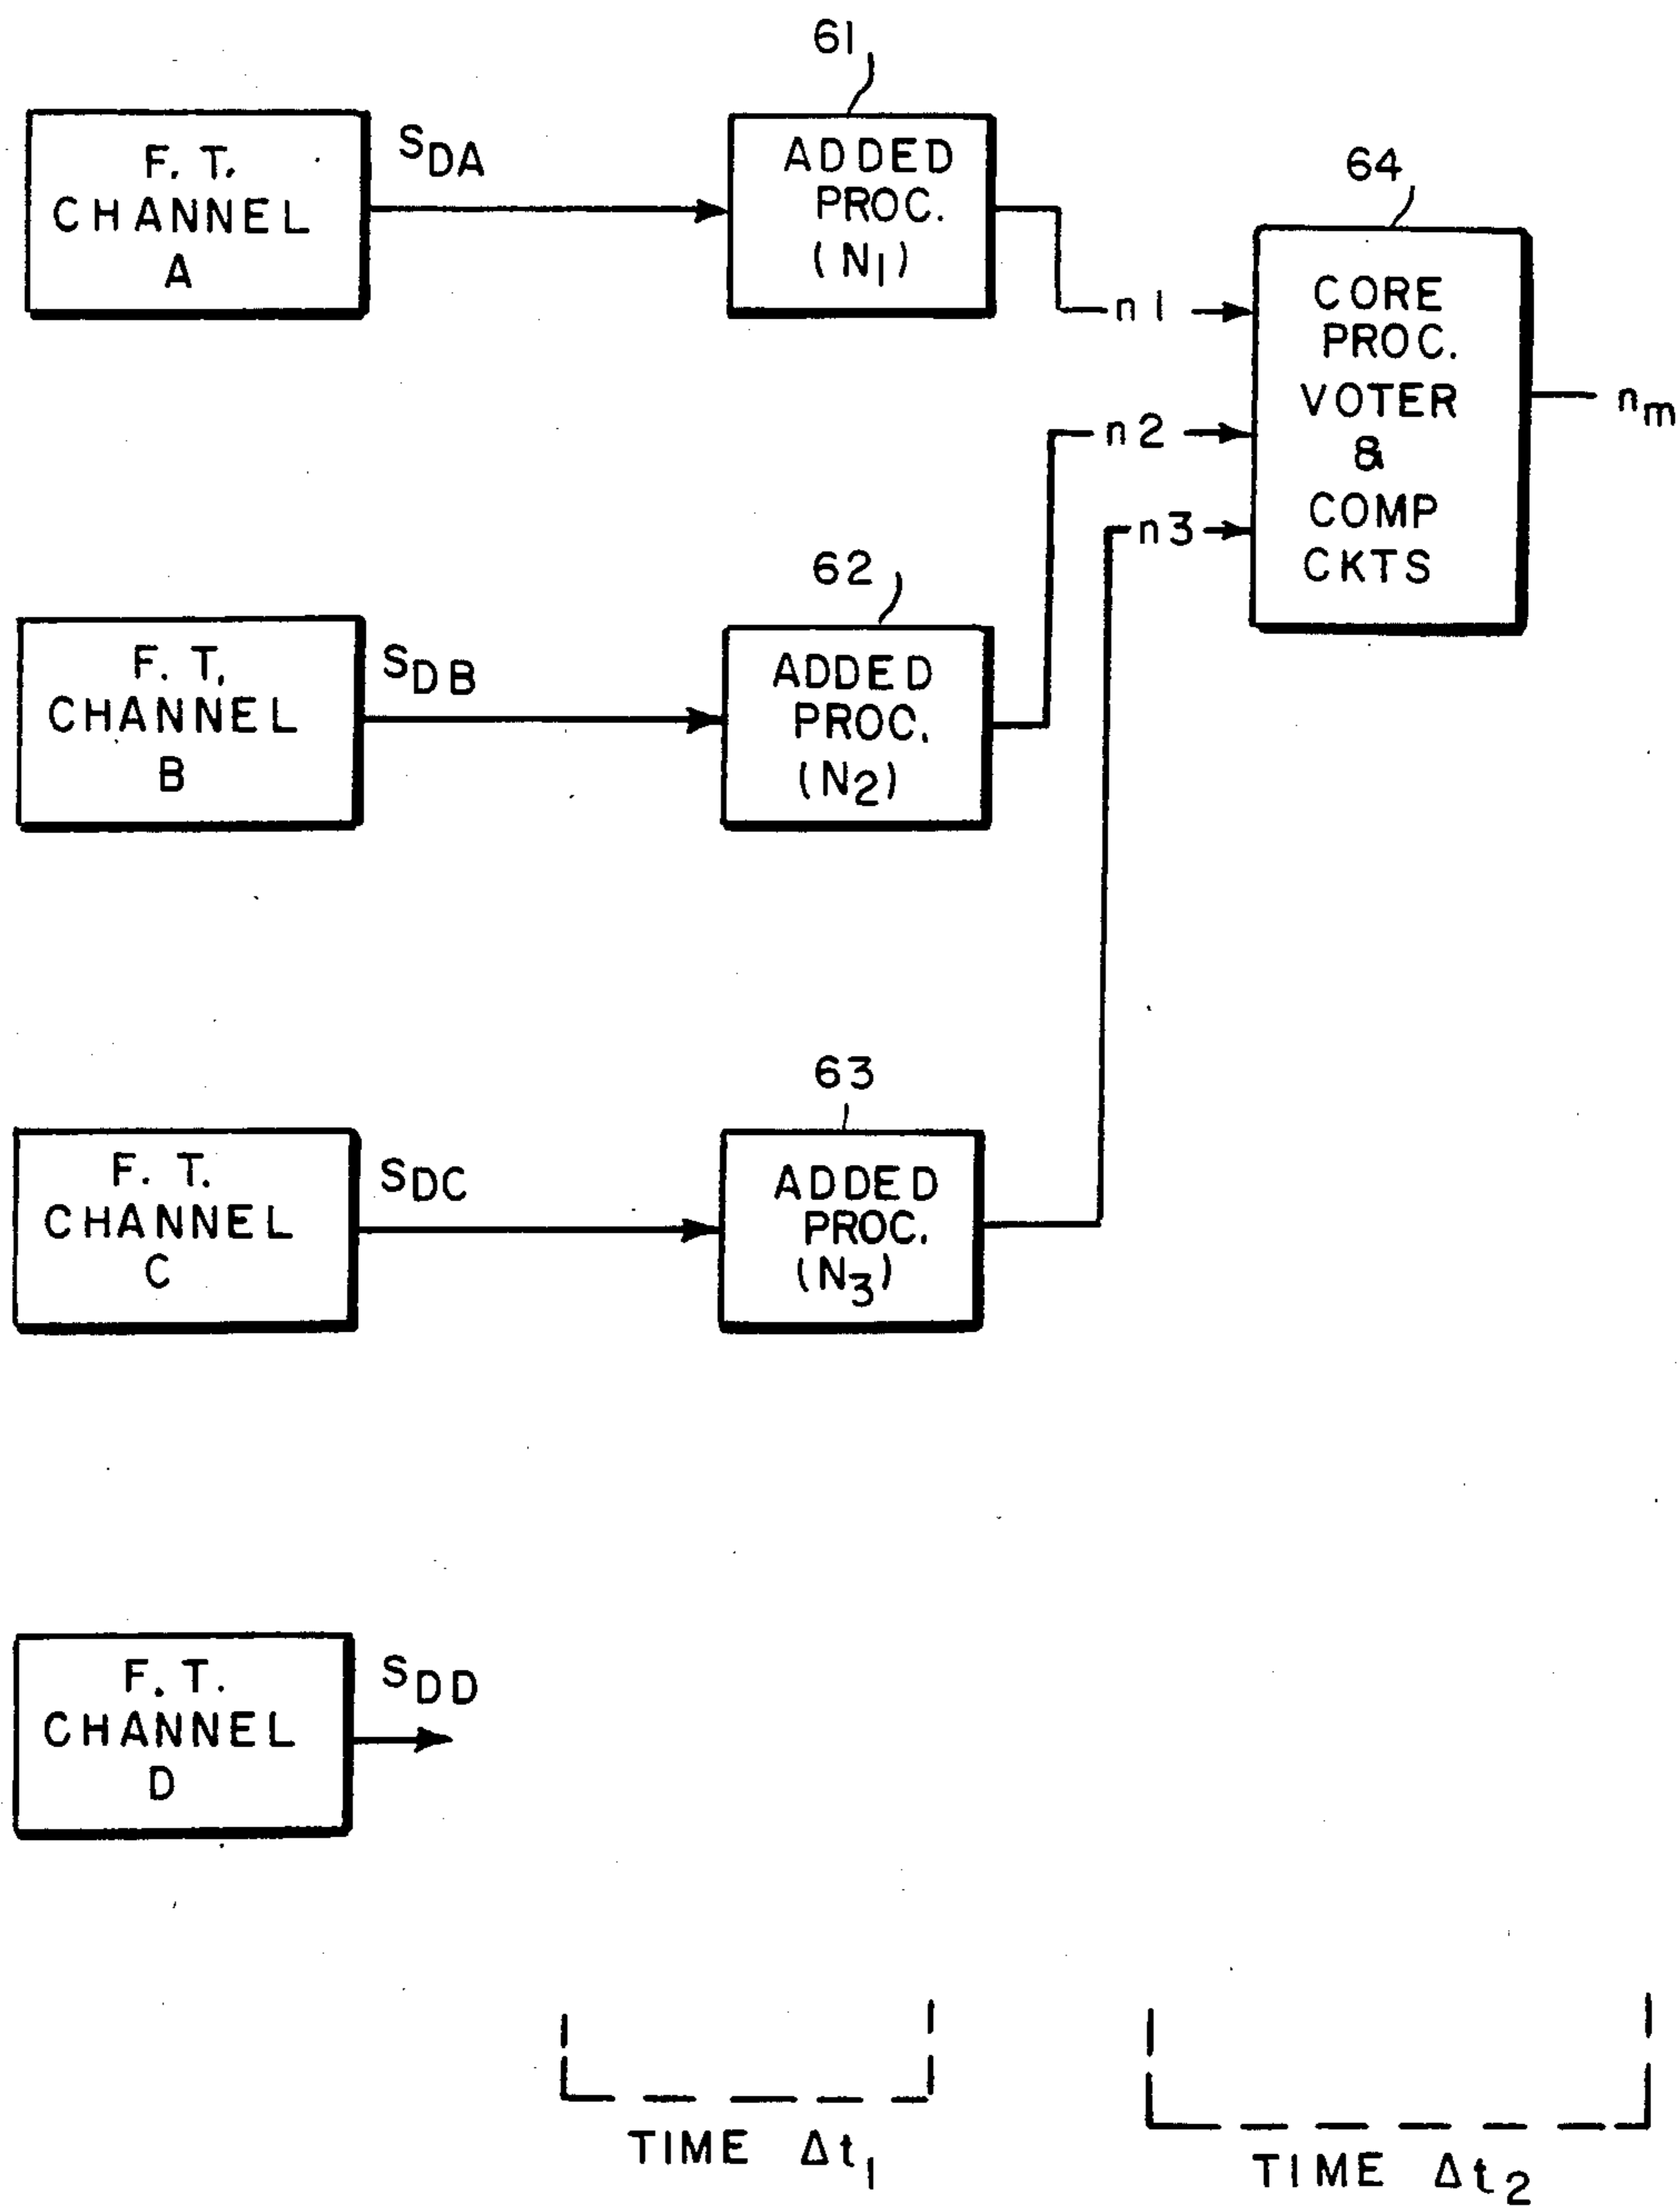 61
F. T.
CHANNEL
A
SDA
ADDED
PROC.
(N1)
64
n1
CORE
PROC.
VOTER
&
COMP
CKTS
nm
n2
n3
62
F. T.
CHANNEL
B
SDB
ADDED
PROC.
(N2)
63
F. T.
CHANNEL
C
SDC
ADDED
PROC.
(N3)
F. T.
CHANNEL
D
SDD
TIME Δt1
TIME Δt2